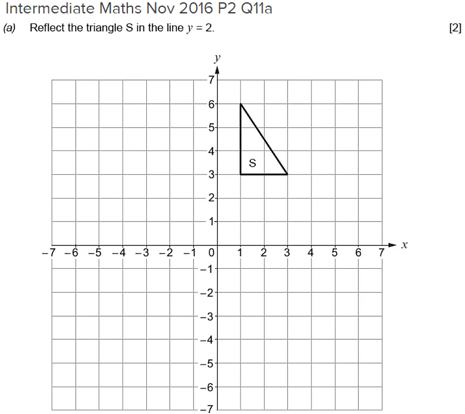 Intermediate Maths Nov 2016 P2 Q11a
(a) Reflect the triangle S in the line y = 2. [2]
y
7
6
5
4
S
3
2
1
-7 -6 -5 -4 -3 -2 -1 0 1 2 3 4 5 6 7 x
-1
-2
-3
-4
-5
-6
-7